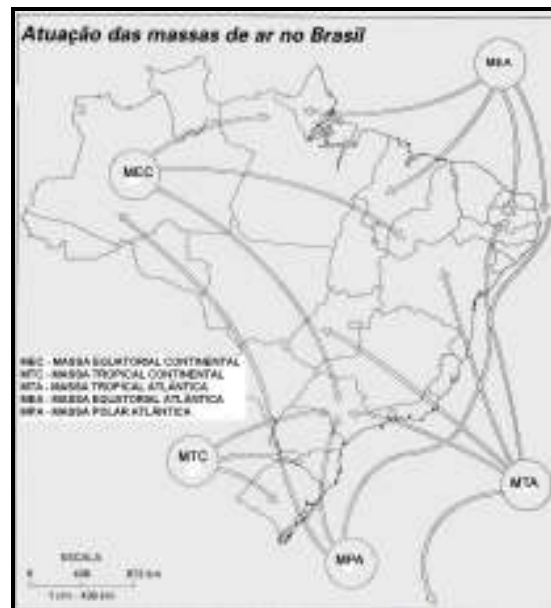 Atuação das massas de ar no Brasil
MEA
MEC
MEC - MASSA EQUATORIAL CONTINENTAL
MTC - MASSA TROPICAL CONTINENTAL
MTA - MASSA TROPICAL ATLÂNTICA
MEA - MASSA EQUATORIAL ATLÂNTICA
MPA - MASSA POLAR ATLÂNTICA
MTC
MTA
MPA
ESCALA
0